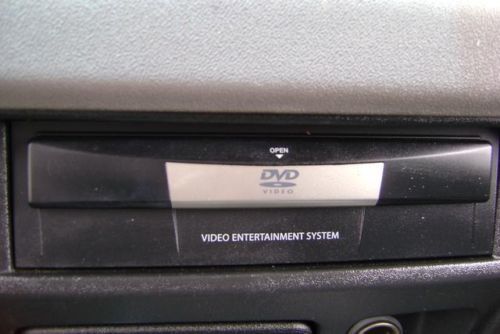 OPEN
DVD
VIDEO
VIDEO ENTERTAINMENT SYSTEM